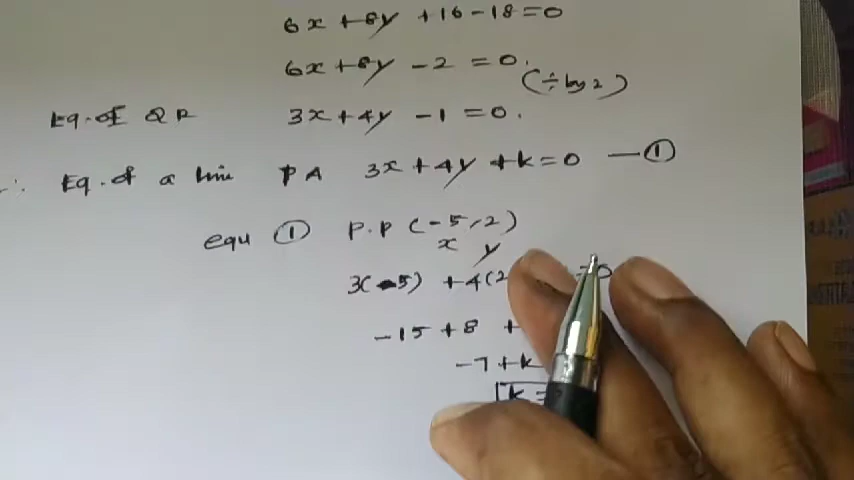 6x + 8y + 16 - 18 = 0
6x + 8y - 2 = 0. (÷ by 2)
Eq. of QR 3x + 4y - 1 = 0.
∴ Eq. of a line PA 3x + 4y + k = 0 — ①
equ ① P.P (-5, 2)
x y
3(-5) + 4(2 = 0
-15 + 8 +
-7 + k
k =